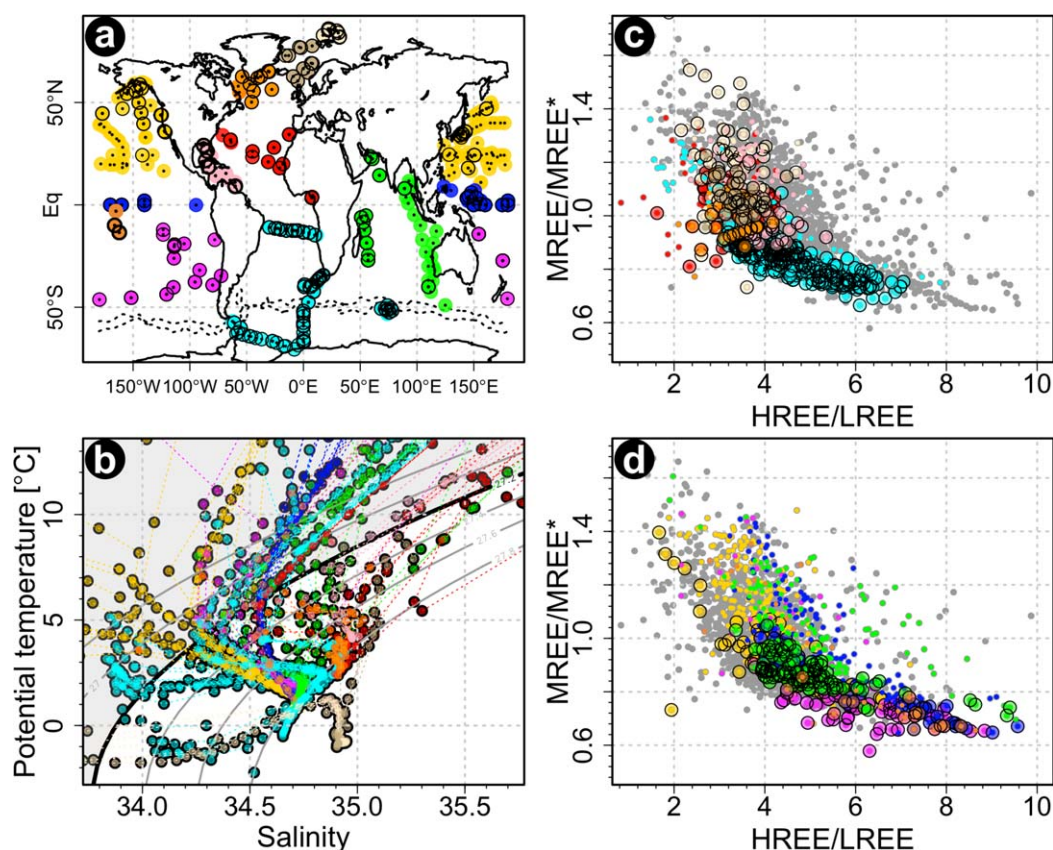 a
50°N
Eq
50°S
150°W 100°W 50°W 0°E 50°E 100°E 150°E
c
MREE/MREE*
1.4
1.0
0.6
2 4 6 8 10
HREE/LREE
b
Potential temperature [°C]
10
5
0
34.0 34.5 35.0 35.5
Salinity
27.6
d
MREE/MREE*
1.4
1.0
0.6
2 4 6 8 10
HREE/LREE